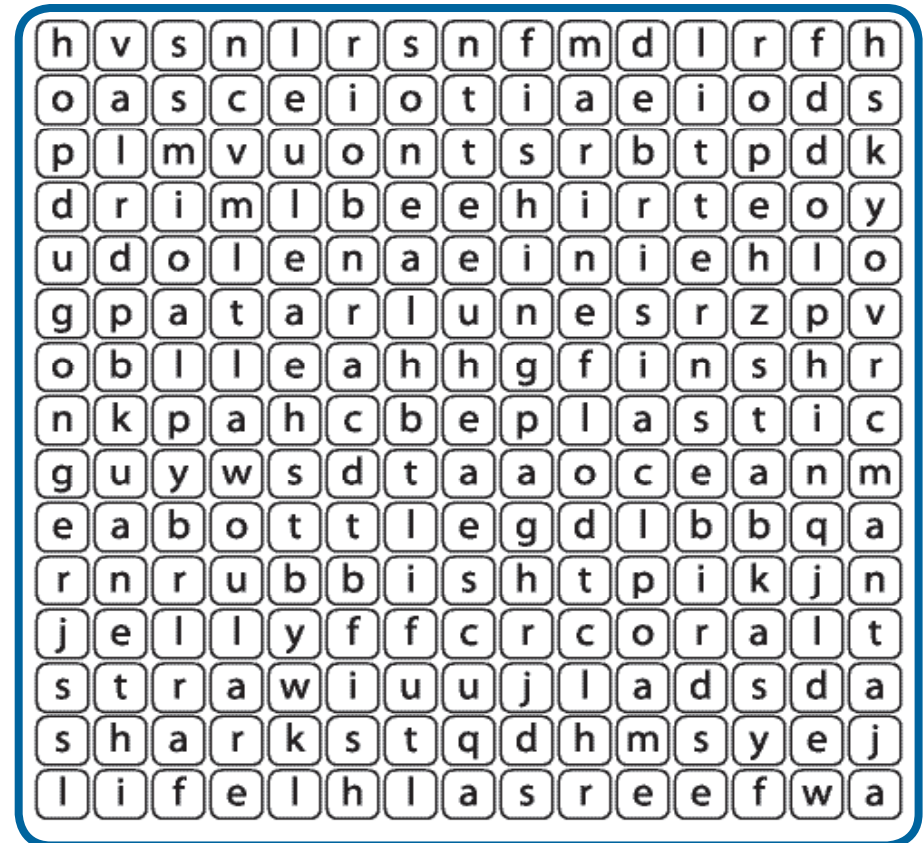 h v s n l r s n f m d l r f h
o a s c e i o t i a e i o d s
p l m v u o n t s r b t p d k
d r i m l b e e h i r t e o y
u d o l e n a e i n i e h l o
g p a t a r l u n e s r z p v
o b l l e a h h g f i n s h r
n k p a h c b e p l a s t i c
g u y w s d t a a o c e a n m
e a b o t t l e g d l b b q a
r n r u b b i s h t p i k j n
j e l l y f f c r c o r a l t
s t r a w i u u j l a d s d a
s h a r k s t q d h m s y e j
l i f e l h l a s r e e f w a